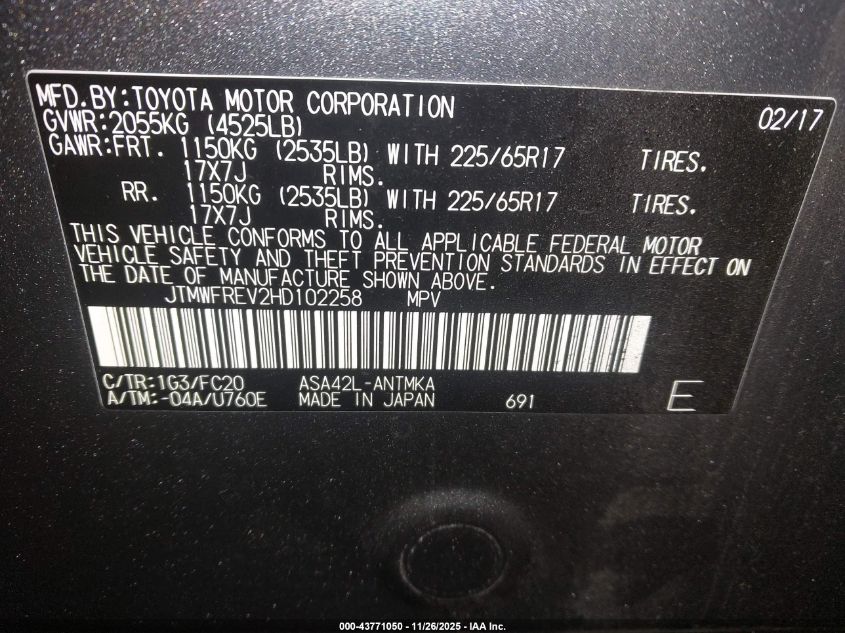 MFD.BY:TOYOTA MOTOR CORPORATION 02/17
GVWR:2055KG (4525LB)
GAWR:FRT. 1150KG (2535LB) WITH 225/65R17 TIRES.
17X7J RIMS.
RR. 1150KG (2535LB) WITH 225/65R17 TIRES.
17X7J RIMS.
THIS VEHICLE CONFORMS TO ALL APPLICABLE FEDERAL MOTOR
VEHICLE SAFETY AND THEFT PREVENTION STANDARDS IN EFFECT ON
THE DATE OF MANUFACTURE SHOWN ABOVE.
JTMWFREV2HD102258 MPV
C/TR:1G3/FC20 ASA42L-ANTMKA
A/TM:-04A/U760E MADE IN JAPAN 691 E
000-43771050 - 11/26/2025 - IAA Inc.